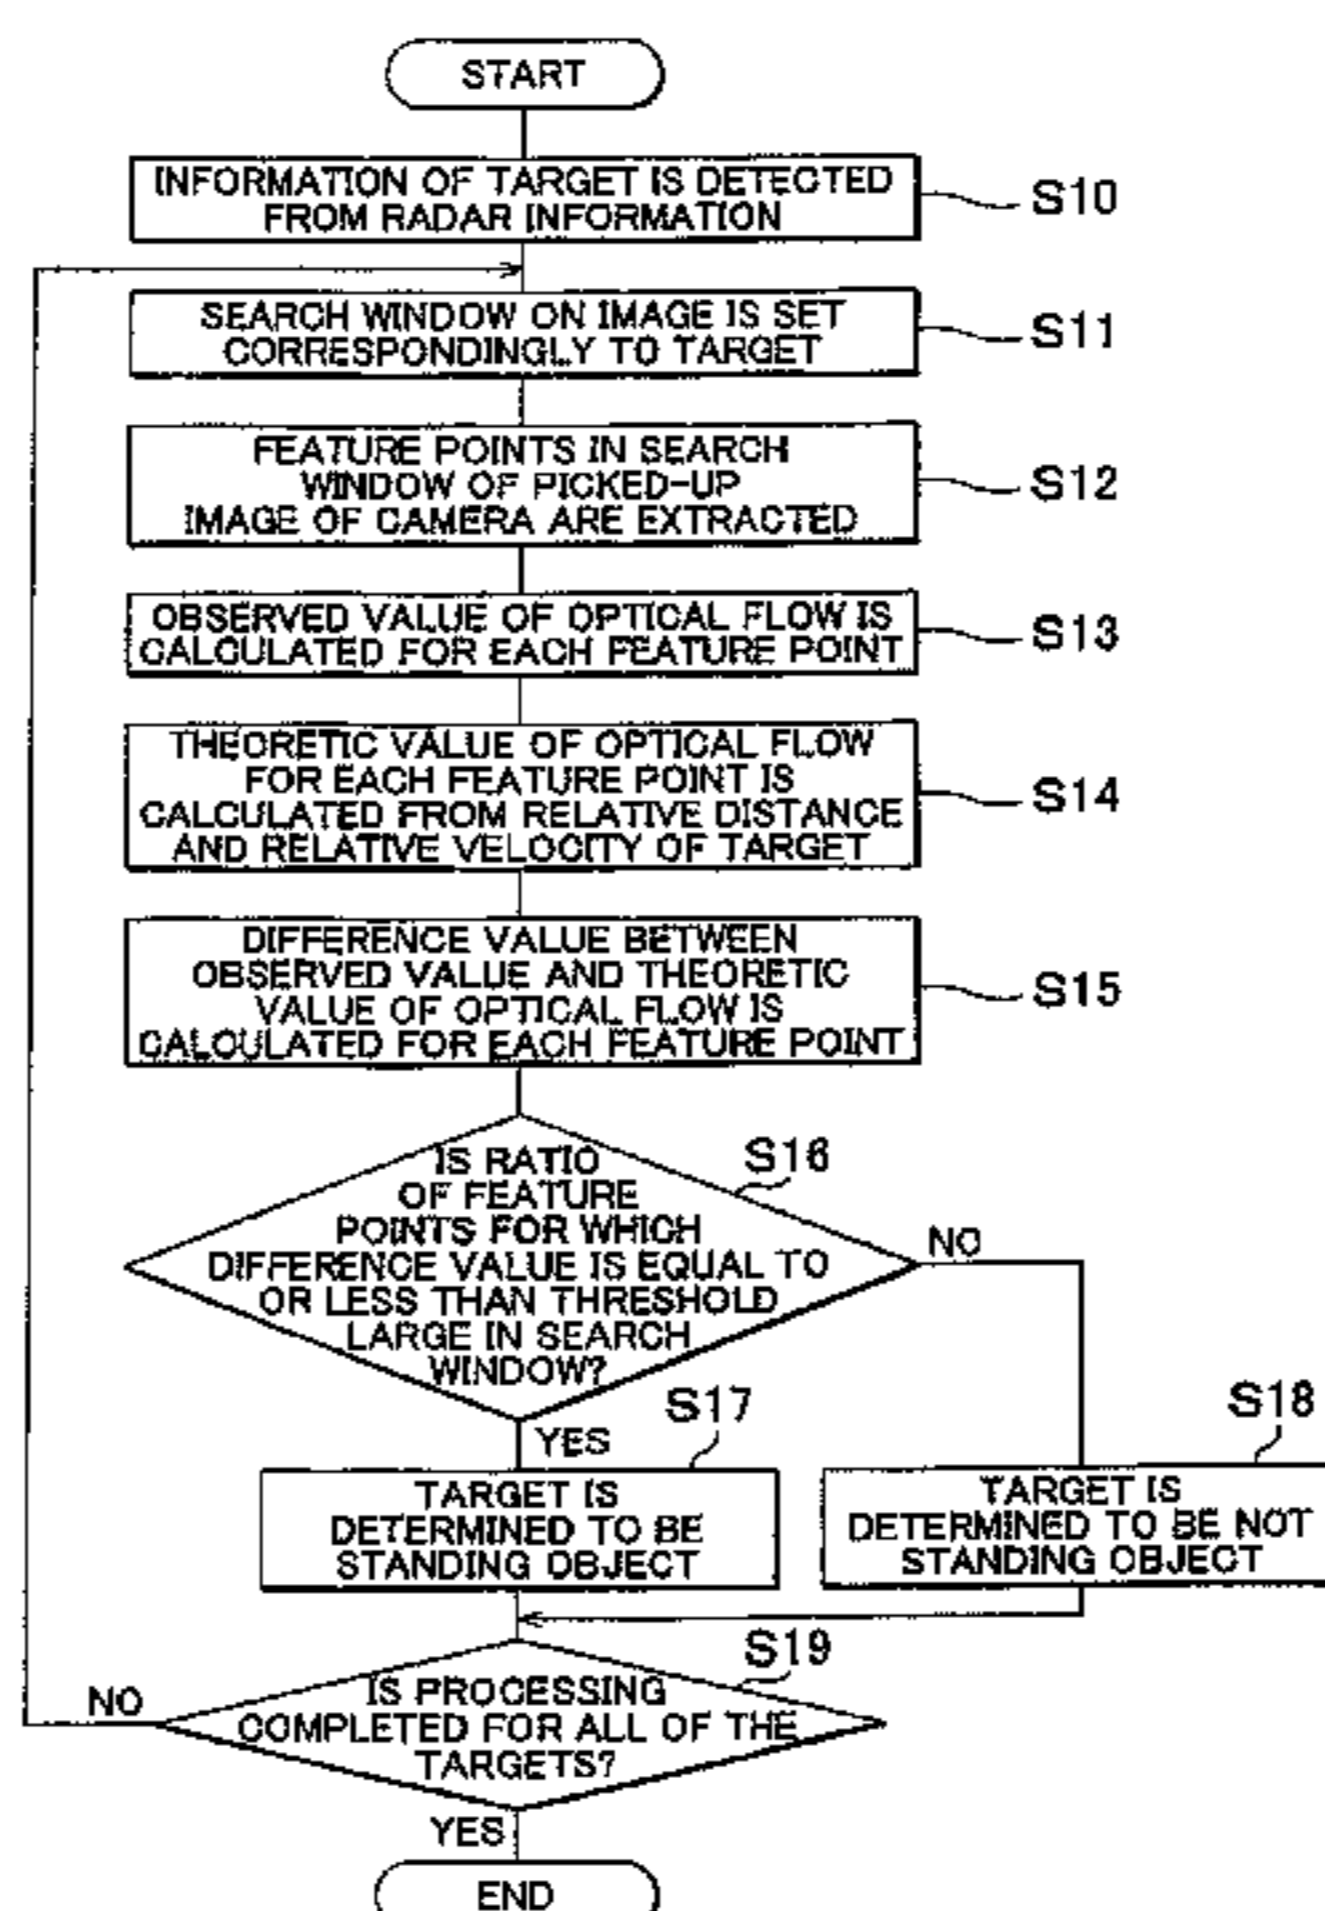 START
INFORMATION OF TARGET IS DETECTED
FROM RADAR INFORMATION
S10
SEARCH WINDOW ON IMAGE IS SET
CORRESPONDINGLY TO TARGET
S11
FEATURE POINTS IN SEARCH
WINDOW OF PICKED-UP
IMAGE OF CAMERA ARE EXTRACTED
S12
OBSERVED VALUE OF OPTICAL FLOW IS
CALCULATED FOR EACH FEATURE POINT
S13
THEORETIC VALUE OF OPTICAL FLOW
FOR EACH FEATURE POINT IS
CALCULATED FROM RELATIVE DISTANCE
AND RELATIVE VELOCITY OF TARGET
S14
DIFFERENCE VALUE BETWEEN
OBSERVED VALUE AND THEORETIC
VALUE OF OPTICAL FLOW IS
CALCULATED FOR EACH FEATURE POINT
S15
IS RATIO
OF FEATURE
POINTS FOR WHICH
DIFFERENCE VALUE IS EQUAL TO
OR LESS THAN THRESHOLD
LARGE IN SEARCH
WINDOW?
S16
NO
YES
S17
TARGET IS
DETERMINED TO BE
STANDING OBJECT
S18
TARGET IS
DETERMINED TO BE NOT
STANDING OBJECT
S19
IS PROCESSING
COMPLETED FOR ALL OF THE
TARGETS?
NO
YES
END